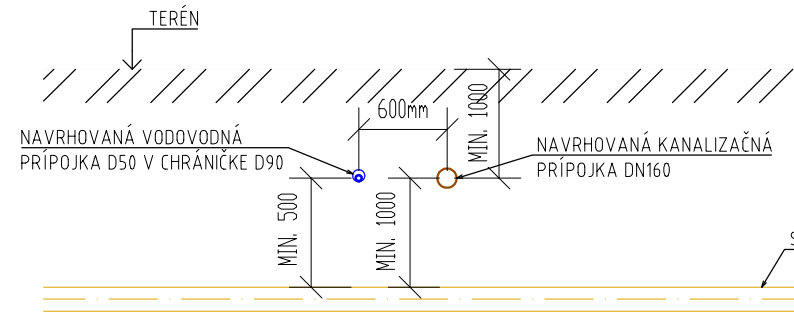 TERÉN
600mm
MIN. 1000
NAVRHOVANÁ VODOVODNÁ
PRÍPOJKA D50 V CHRÁNIČKE D90
NAVRHOVANÁ KANALIZAČNÁ
PRÍPOJKA DN160
MIN. 500
MIN. 1000